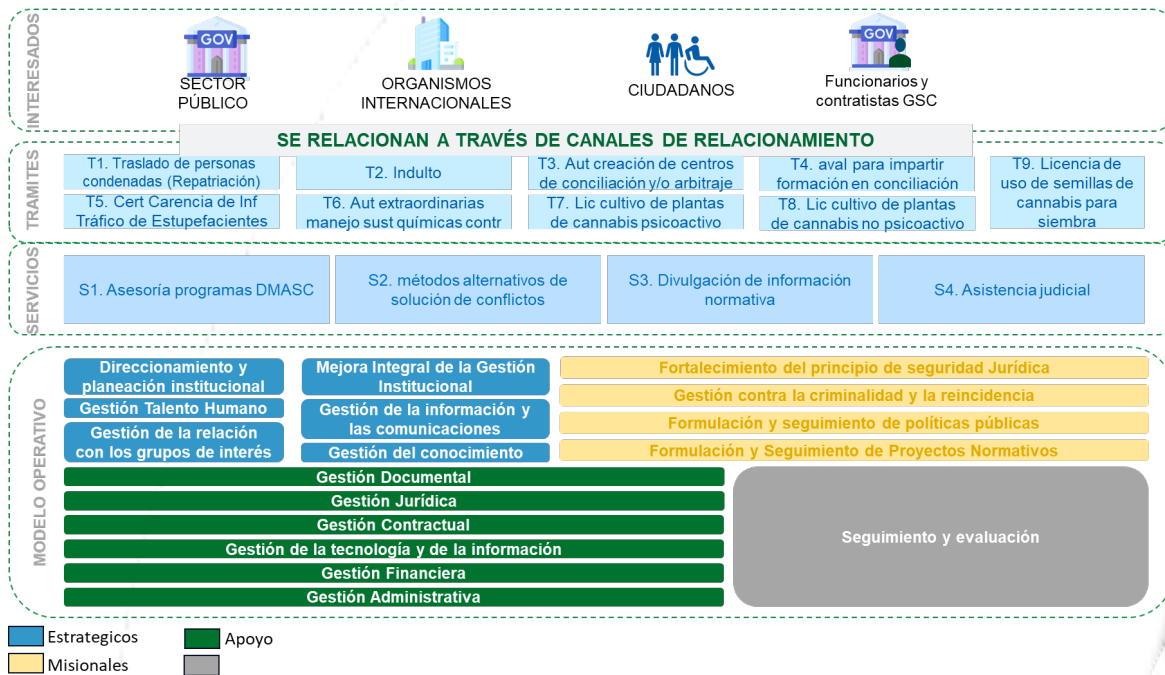 INTERESADOS
GOV
SECTOR
PÚBLICO
ORGANISMOS
INTERNACIONALES
CIUDADANOS
GOV
Funcionarios y
contratistas GSC
SE RELACIONAN A TRAVÉS DE CANALES DE RELACIONAMIENTO
TRAMITES
T1. Traslado de personas
condenadas (Repatriación)
T2. Indulto
T3. Aut creación de centros
de conciliación y/o arbitraje
T4. aval para impartir
formación en conciliación
T9. Licencia de
uso de semillas de
cannabis para
siembra
T5. Cert Carencia de Inf
Tráfico de Estupefacientes
T6. Aut extraordinarias
manejo sust químicas contr
T7. Lic cultivo de plantas
de cannabis psicoactivo
T8. Lic cultivo de plantas
de cannabis no psicoactivo
SERVICIOS
S1. Asesoría programas DMASC
S2. métodos alternativos de
solución de conflictos
S3. Divulgación de información
normativa
S4. Asistencia judicial
MODELO OPERATIVO
Direccionamiento y
planeación institucional
Gestión Talento Humano
Gestión de la relación
con los grupos de interés
Mejora Integral de la Gestión
Institucional
Gestión de la información y
las comunicaciones
Gestión del conocimiento
Fortalecimiento del principio de seguridad Jurídica
Gestión contra la criminalidad y la reincidencia
Formulación y seguimiento de políticas públicas
Formulación y Seguimiento de Proyectos Normativos
Gestión Documental
Gestión Jurídica
Gestión Contractual
Gestión de la tecnología y de la información
Gestión Financiera
Gestión Administrativa
Seguimiento y evaluación
Estrategicos
Apoyo
Misionales